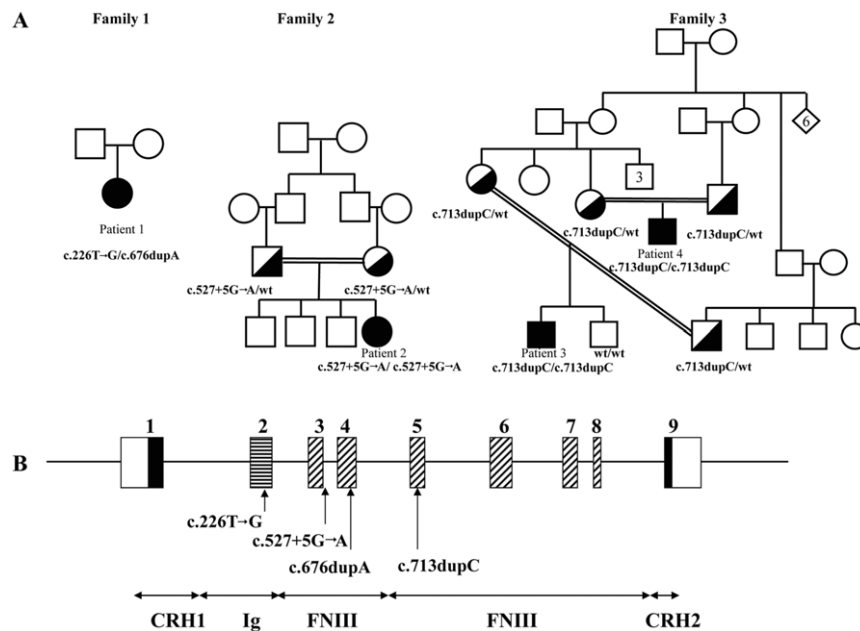 A
Family 1
Family 2
Family 3
6
3
Patient 1
c.226T→G/c.676dupA
c.527+5G→A/wt
c.527+5G→A/wt
Patient 2
c.527+5G→A/ c.527+5G→A
c.713dupC/wt
c.713dupC/wt
c.713dupC/wt
Patient 4
c.713dupC/c.713dupC
Patient 3
wt/wt
c.713dupC/c.713dupC
c.713dupC/wt
B
1 2 3 4 5 6 7 8 9
c.226T→G
c.527+5G→A
c.676dupA
c.713dupC
CRH1 Ig FNIII FNIII CRH2